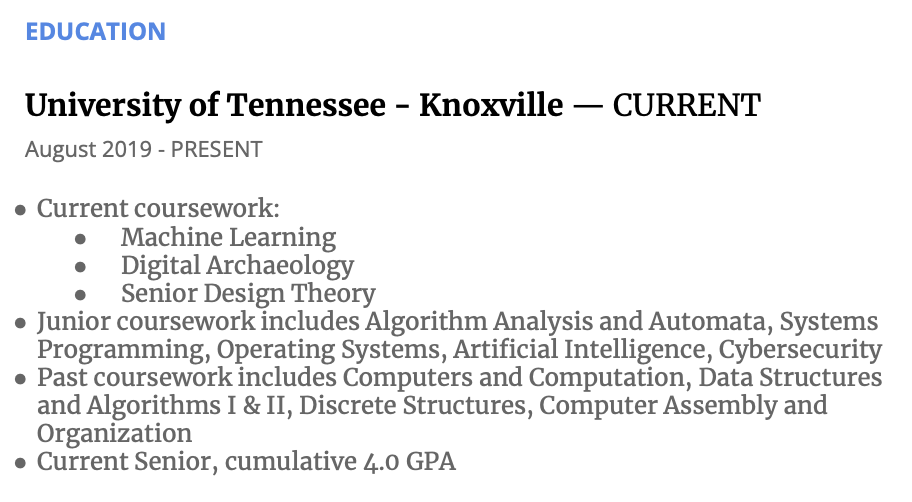 EDUCATION
University of Tennessee - Knoxville — CURRENT
August 2019 - PRESENT
● Current coursework:
● Machine Learning
● Digital Archaeology
● Senior Design Theory
● Junior coursework includes Algorithm Analysis and Automata, Systems
Programming, Operating Systems, Artificial Intelligence, Cybersecurity
● Past coursework includes Computers and Computation, Data Structures
and Algorithms I & II, Discrete Structures, Computer Assembly and
Organization
● Current Senior, cumulative 4.0 GPA